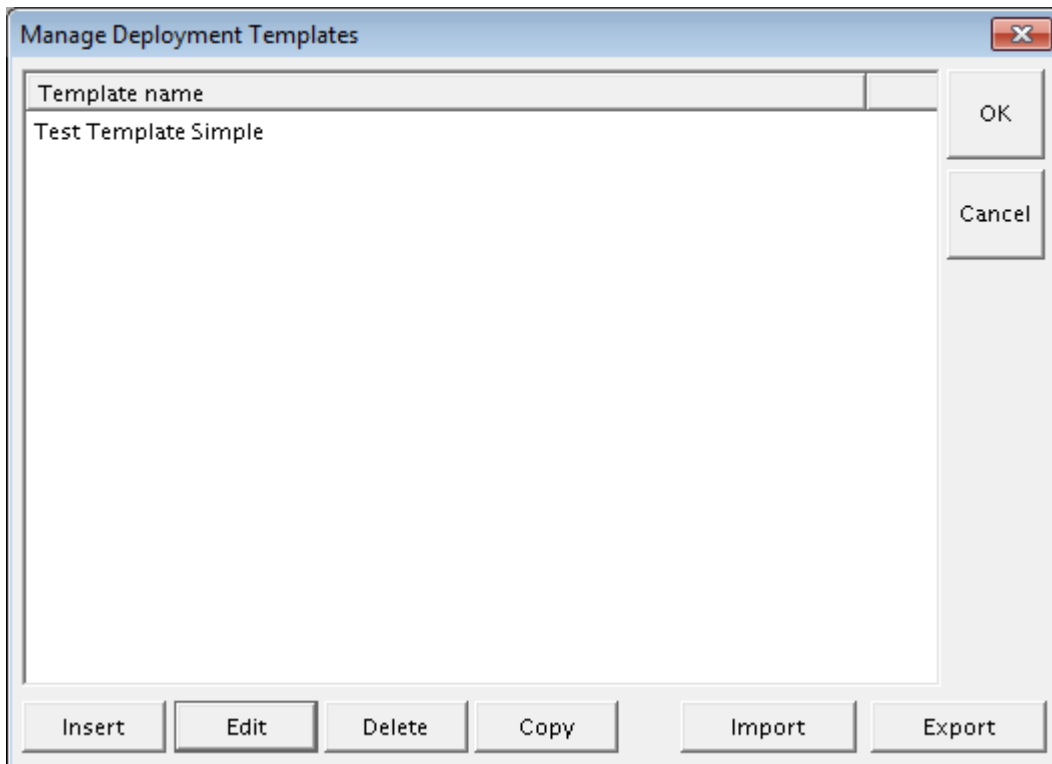 Manage Deployment Templates
Template name
OK
Test Template Simple
Cancel
Insert Edit Delete Copy Import Export